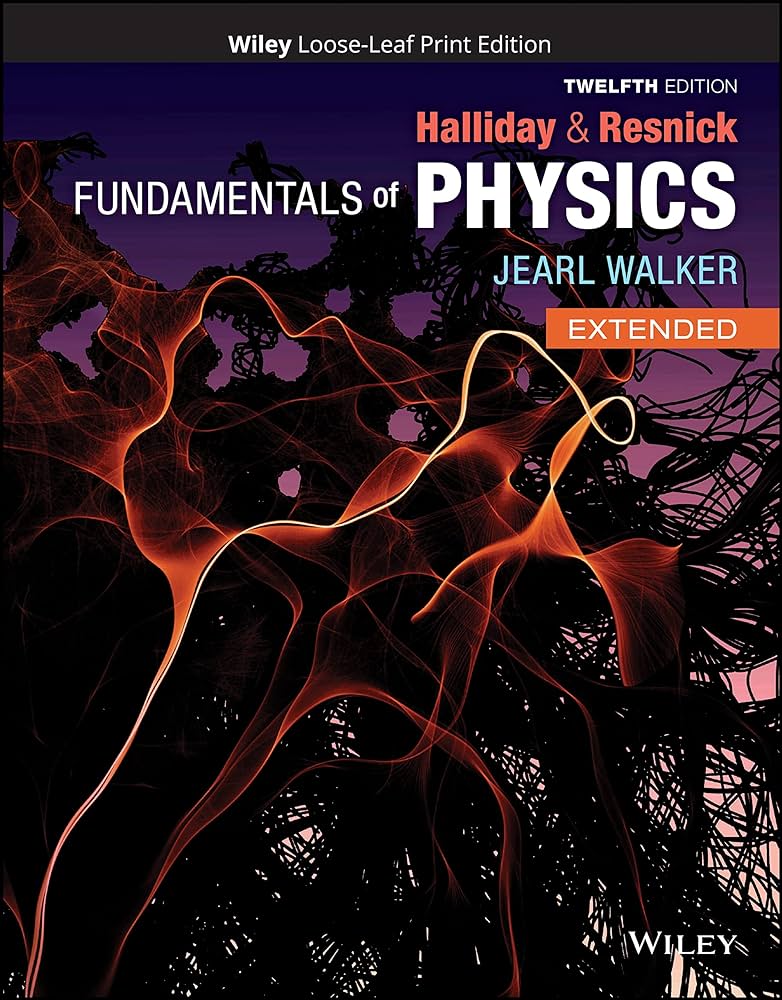 Wiley Loose-Leaf Print Edition
TWELFTH EDITION
Halliday & Resnick
FUNDAMENTALS of PHYSICS
JEARL WALKER
EXTENDED
WILEY